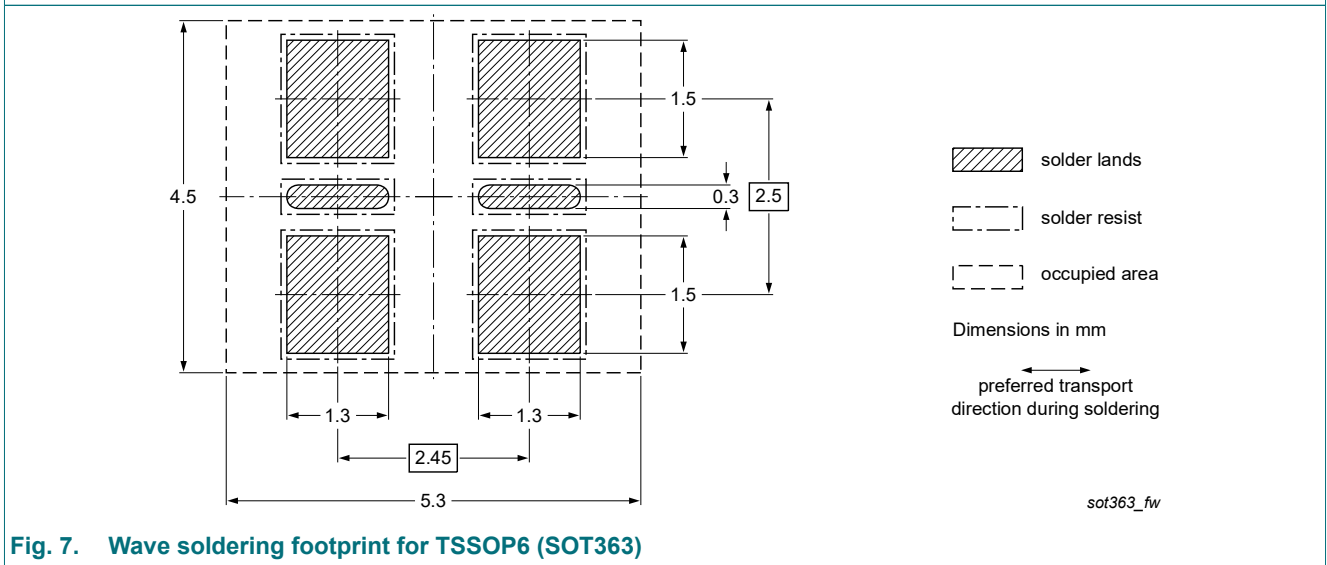 1.5
solder lands
4.5
0.3 2.5
solder resist
occupied area
1.5
Dimensions in mm
preferred transport
direction during soldering
1.3 1.3
2.45
5.3
sot363_fw
Fig. 7. Wave soldering footprint for TSSOP6 (SOT363)